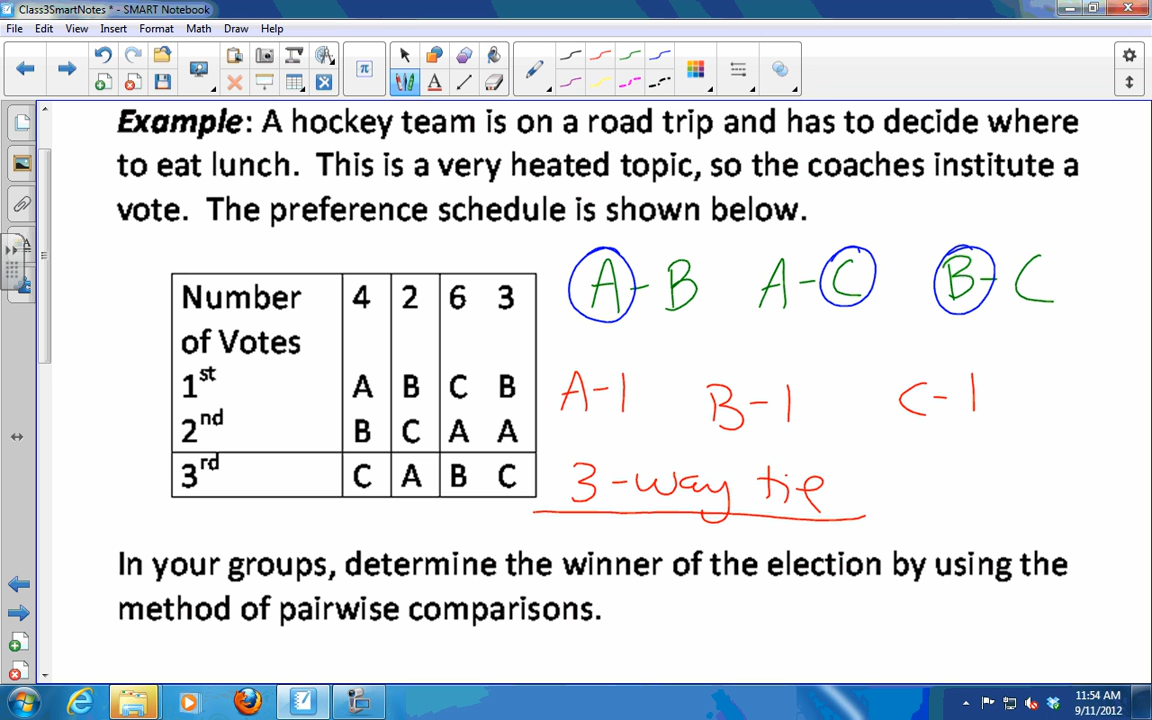 Class3SmartNotes * - SMART Notebook
File Edit View Insert Format Math Draw Help
Example: A hockey team is on a road trip and has to decide where
to eat lunch. This is a very heated topic, so the coaches institute a
vote. The preference schedule is shown below.
Number 4 2 6 3
of Votes
1st A B C B
2nd B C A A
3rd C A B C
A - B A - C B - C
A - 1 B - 1 C - 1
3 - way tie
In your groups, determine the winner of the election by using the
method of pairwise comparisons.
11:54 AM
9/11/2012